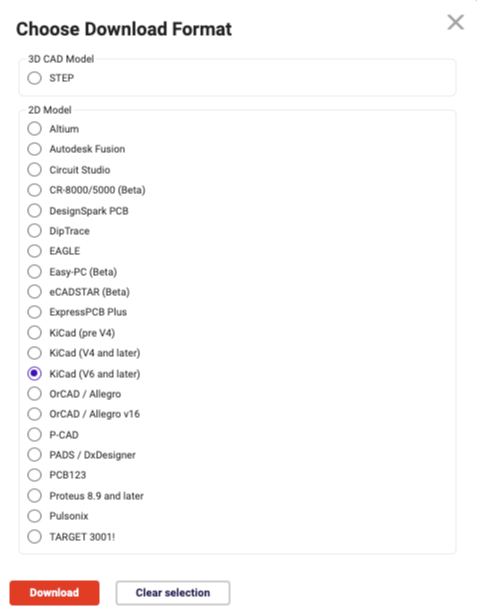 Choose Download Format
3D CAD Model
STEP
2D Model
Altium
Autodesk Fusion
Circuit Studio
CR-8000/5000 (Beta)
DesignSpark PCB
DipTrace
EAGLE
Easy-PC (Beta)
eCADSTAR (Beta)
ExpressPCB Plus
KiCad (pre V4)
KiCad (V4 and later)
KiCad (V6 and later)
OrCAD / Allegro
OrCAD / Allegro v16
P-CAD
PADS / DxDesigner
PCB123
Proteus 8.9 and later
Pulsonix
TARGET 3001!
Download Clear selection